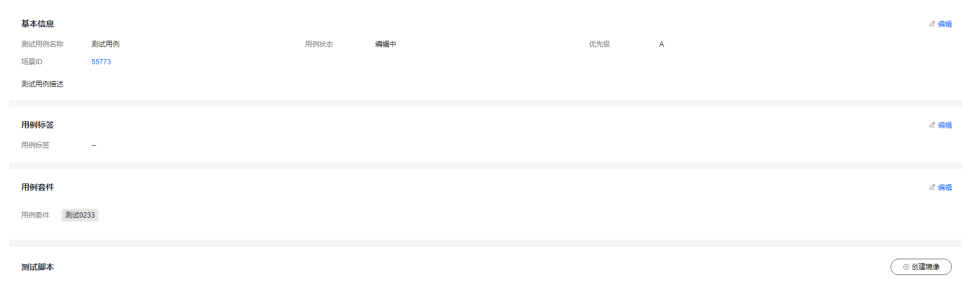 基本信息 编辑
测试用例名称 测试用例 用例状态 编辑中 优先级 A
场景ID 55773
测试用例描述
用例标签 编辑
用例标签 --
用例套件 编辑
用例套件 测试0233
测试脚本 创建镜像